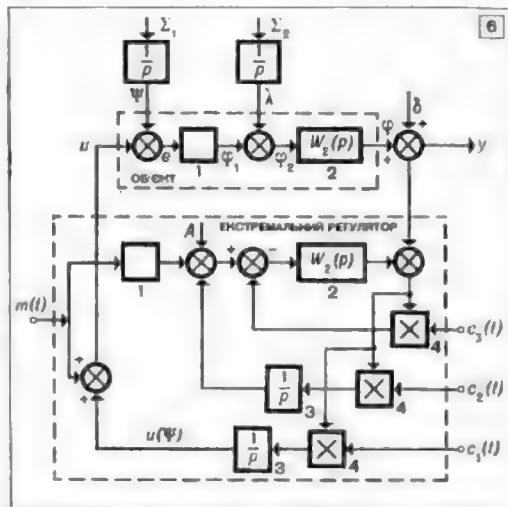 6
Σ₁ Σ₂
1/p 1/p
Ψ λ δ
u e 1 φ₁ φ₂ W₂(p) 2 φ + + y
ОБ'ЄКТ
ЕКСТРЕМАЛЬНИЙ РЕГУЛЯТОР
A
m(t) 1 + − W₂(p) 2
4 c₃(t)
+ + 1/p 3 4 c₂(t)
u(Ψ) 1/p 3 4 c₁(t)